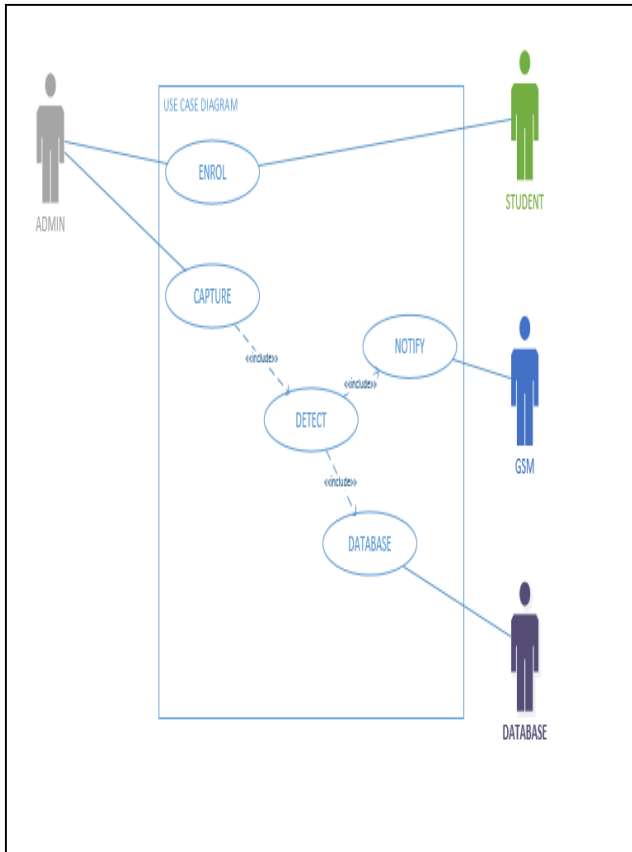 USE CASE DIAGRAM
ENROL
STUDENT
ADMIN
CAPTURE
NOTIFY
<<include>>
<<include>>
DETECT
GSM
<<include>>
DATABASE
DATABASE